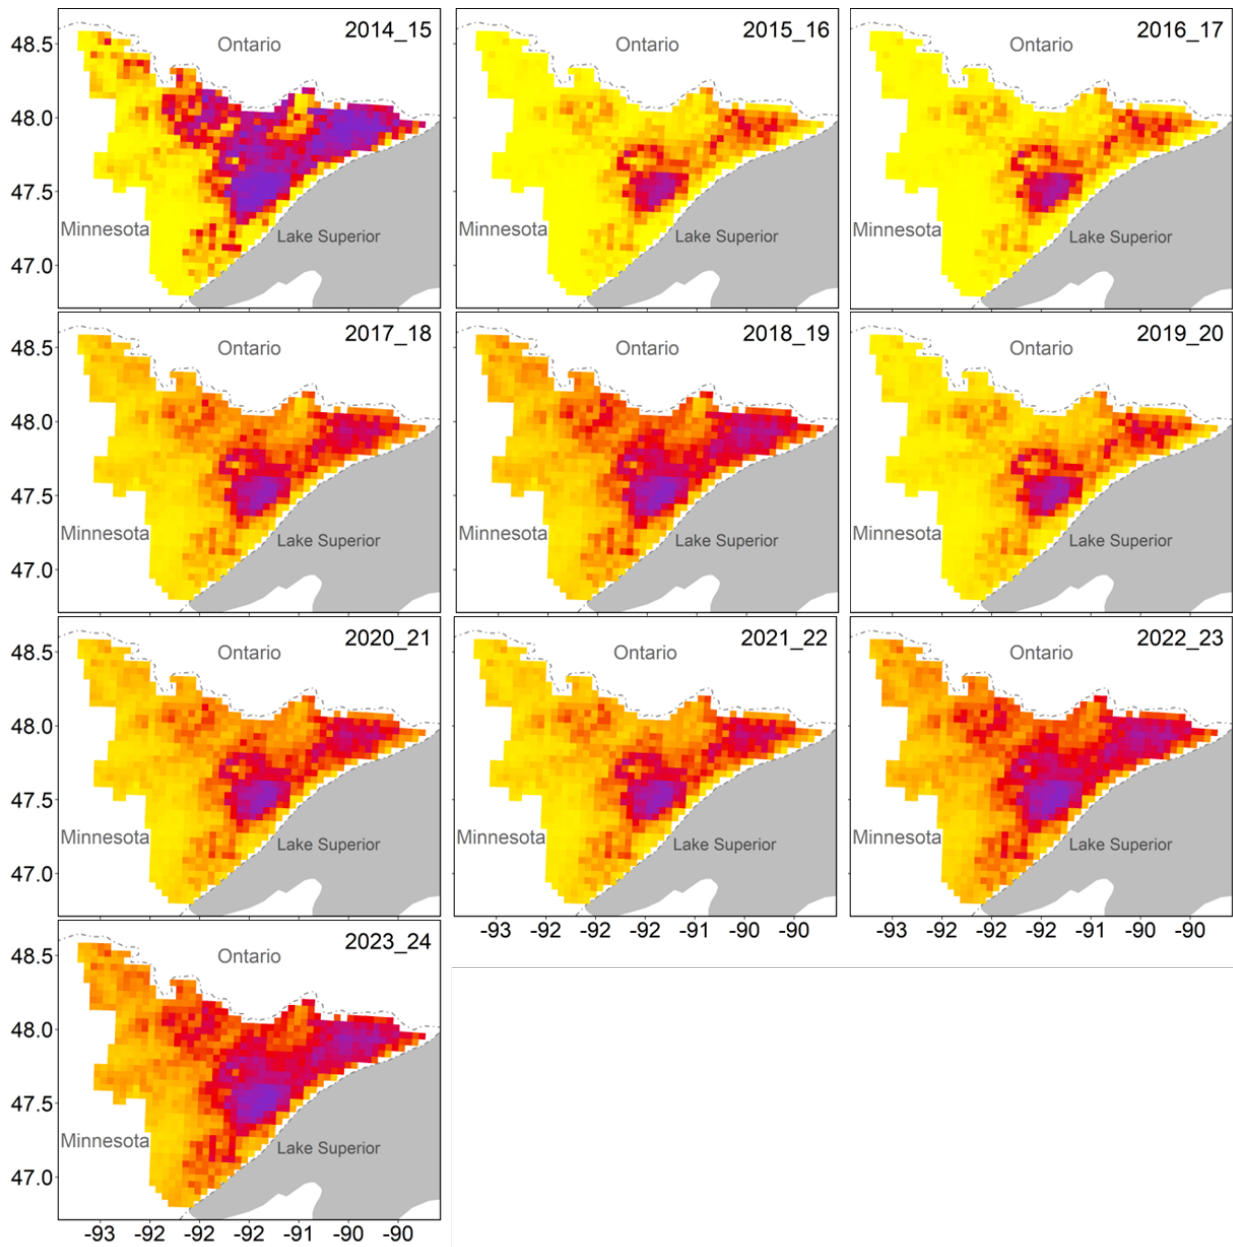 2014_15
2015_16
2016_17
48.5
Ontario
Ontario
Ontario
48.0
47.5
Minnesota
Minnesota
Minnesota
Lake Superior
Lake Superior
Lake Superior
47.0
2017_18
2018_19
2019_20
48.5
Ontario
Ontario
Ontario
48.0
47.5
Minnesota
Minnesota
Minnesota
Lake Superior
Lake Superior
Lake Superior
47.0
2020_21
2021_22
2022_23
48.5
Ontario
Ontario
Ontario
48.0
47.5
Minnesota
Minnesota
Minnesota
Lake Superior
Lake Superior
Lake Superior
47.0
-93 -92 -92 -91 -90 -90
-93 -92 -92 -91 -90 -90
2023_24
48.5
Ontario
48.0
47.5
Minnesota
Lake Superior
47.0
-93 -92 -92 -91 -90 -90